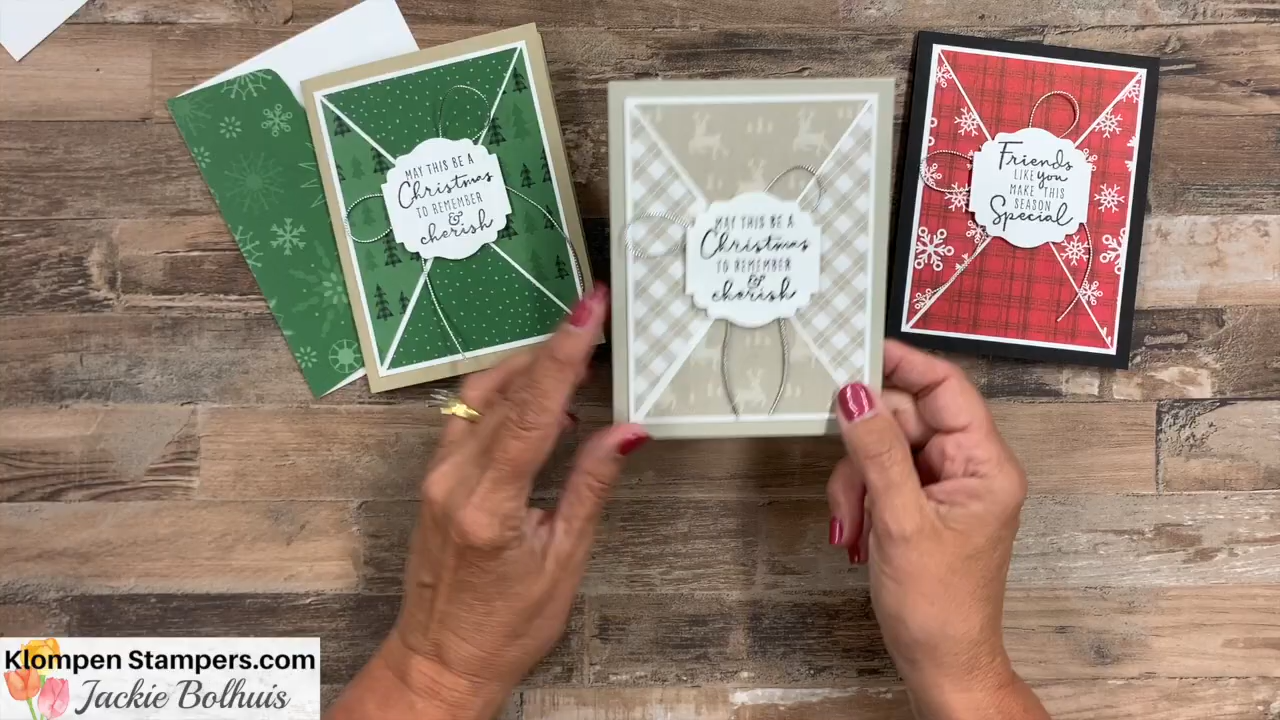 MAY THIS BE A
Christmas
TO REMEMBER
&
cherish
MAY THIS BE A
Christmas
TO REMEMBER
&
cherish
Friends
LIKE you
MAKE THIS
SEASON
Special
Klompen Stampers.com
Jackie Bolhuis